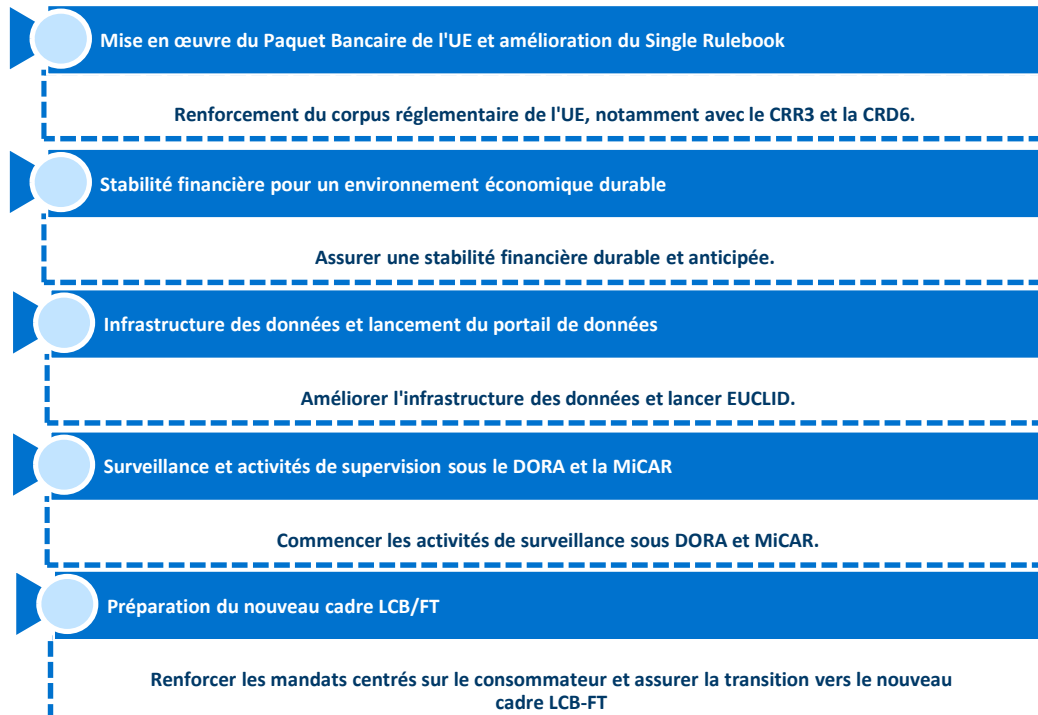 Mise en œuvre du Paquet Bancaire de l'UE et amélioration du Single Rulebook
Renforcement du corpus réglementaire de l'UE, notamment avec le CRR3 et la CRD6.
Stabilité financière pour un environnement économique durable
Assurer une stabilité financière durable et anticipée.
Infrastructure des données et lancement du portail de données
Améliorer l'infrastructure des données et lancer EUCLID.
Surveillance et activités de supervision sous le DORA et la MiCAR
Commencer les activités de surveillance sous DORA et MiCAR.
Préparation du nouveau cadre LCB/FT
Renforcer les mandats centrés sur le consommateur et assurer la transition vers le nouveau
cadre LCB-FT